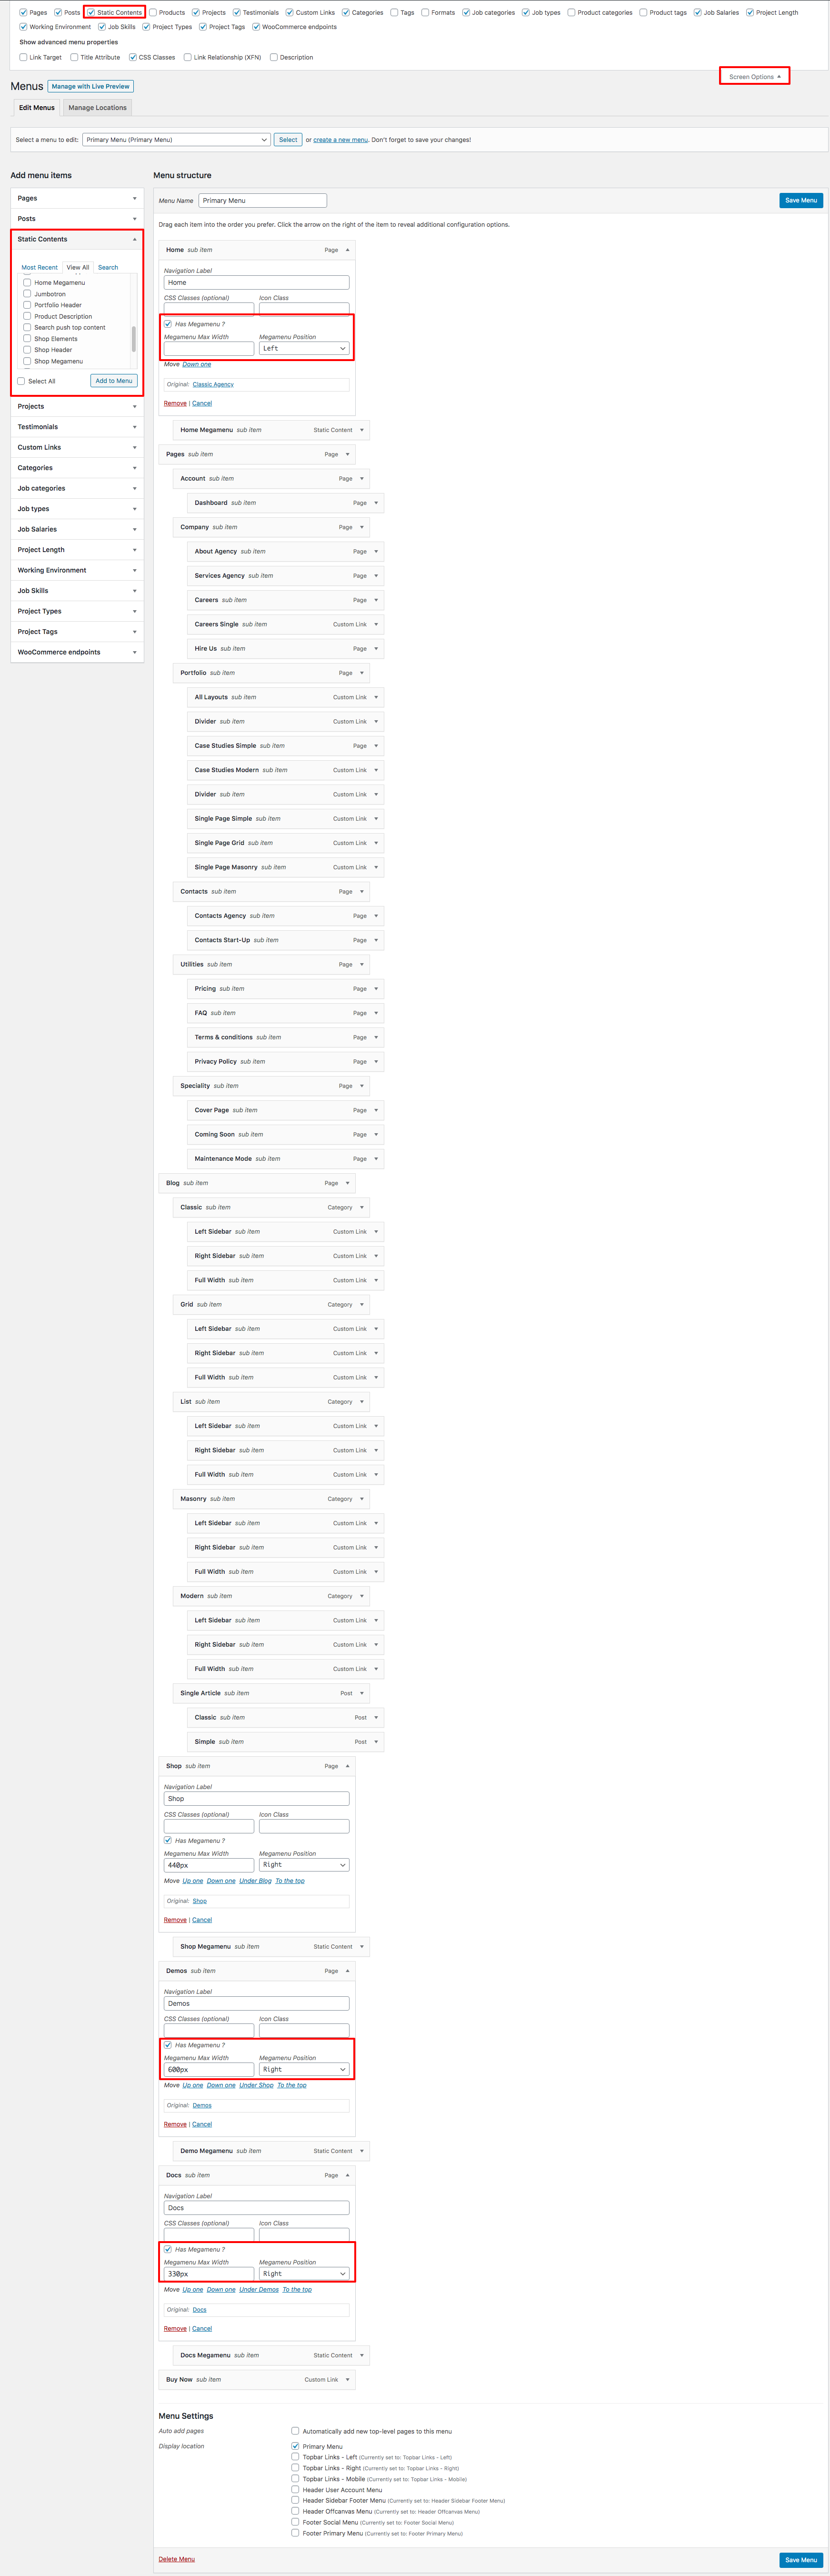 Pages Posts Static Contents Products Projects Testimonials Custom Links Categories Tags Formats Job categories Job types Product categories Product tags Job Salaries Project Length
Working Environment Job Skills Project Types Project Tags WooCommerce endpoints
Show advanced menu properties
Link Target Title Attribute CSS Classes Link Relationship (XFN) Description
Screen Options
Menus Manage with Live Preview
Edit Menus Manage Locations
Select a menu to edit: Primary Menu (Primary Menu) Select or create a new menu. Don't forget to save your changes!
Add menu items
Pages
Posts
Static Contents
Most Recent View All Search
Home Megamenu
Jumbotron
Portfolio Header
Product Description
Search push top content
Shop Elements
Shop Header
Shop Megamenu
Select All Add to Menu
Projects
Testimonials
Custom Links
Categories
Job categories
Job types
Job Salaries
Project Length
Working Environment
Job Skills
Project Types
Project Tags
WooCommerce endpoints
Menu structure
Menu Name Primary Menu Save Menu
Drag each item into the order you prefer. Click the arrow on the right of the item to reveal additional configuration options.
Home sub item Page
Navigation Label
Home
CSS Classes (optional) Icon Class
Has Megamenu ?
Megamenu Max Width Megamenu Position
Left
Move Down one
Original: Classic Agency
Remove | Cancel
Home Megamenu sub item Static Content
Pages sub item Page
Account sub item Page
Dashboard sub item Page
Company sub item Page
About Agency sub item Page
Services Agency sub item Page
Careers sub item Page
Careers Single sub item Custom Link
Hire Us sub item Page
Portfolio sub item Page
All Layouts sub item Custom Link
Divider sub item Custom Link
Case Studies Simple sub item Page
Case Studies Modern sub item Custom Link
Divider sub item Custom Link
Single Page Simple sub item Custom Link
Single Page Grid sub item Custom Link
Single Page Masonry sub item Custom Link
Contacts sub item Page
Contacts Agency sub item Page
Contacts Start-Up sub item Page
Utilities sub item Page
Pricing sub item Page
FAQ sub item Page
Terms & conditions sub item Page
Privacy Policy sub item Page
Speciality sub item Page
Cover Page sub item Page
Coming Soon sub item Page
Maintenance Mode sub item Page
Blog sub item Page
Classic sub item Category
Left Sidebar sub item Custom Link
Right Sidebar sub item Custom Link
Full Width sub item Custom Link
Grid sub item Category
Left Sidebar sub item Custom Link
Right Sidebar sub item Custom Link
Full Width sub item Custom Link
List sub item Category
Left Sidebar sub item Custom Link
Right Sidebar sub item Custom Link
Full Width sub item Custom Link
Masonry sub item Category
Left Sidebar sub item Custom Link
Right Sidebar sub item Custom Link
Full Width sub item Custom Link
Modern sub item Category
Left Sidebar sub item Custom Link
Right Sidebar sub item Custom Link
Full Width sub item Custom Link
Single Article sub item Post
Classic sub item Post
Simple sub item Post
Shop sub item Page
Navigation Label
Shop
CSS Classes (optional) Icon Class
Has Megamenu ?
Megamenu Max Width Megamenu Position
440px Right
Move Up one Down one Under Blog To the top
Original: Shop
Remove | Cancel
Shop Megamenu sub item Static Content
Demos sub item Page
Navigation Label
Demos
CSS Classes (optional) Icon Class
Has Megamenu ?
Megamenu Max Width Megamenu Position
600px Right
Move Up one Down one Under Shop To the top
Original: Demos
Remove | Cancel
Demo Megamenu sub item Static Content
Docs sub item Page
Navigation Label
Docs
CSS Classes (optional) Icon Class
Has Megamenu ?
Megamenu Max Width Megamenu Position
330px Right
Move Up one Down one Under Demos To the top
Original: Docs
Remove | Cancel
Docs Megamenu sub item Static Content
Buy Now sub item Custom Link
Menu Settings
Auto add pages Automatically add new top-level pages to this menu
Display location Primary Menu
Topbar Links - Left (Currently set to: Topbar Links - Left)
Topbar Links - Right (Currently set to: Topbar Links - Right)
Topbar Links - Mobile (Currently set to: Topbar Links - Mobile)
Header User Account Menu
Header Sidebar Footer Menu (Currently set to: Header Sidebar Footer Menu)
Header Offcanvas Menu (Currently set to: Header Offcanvas Menu)
Footer Social Menu (Currently set to: Footer Social Menu)
Footer Primary Menu (Currently set to: Footer Primary Menu)
Delete Menu Save Menu